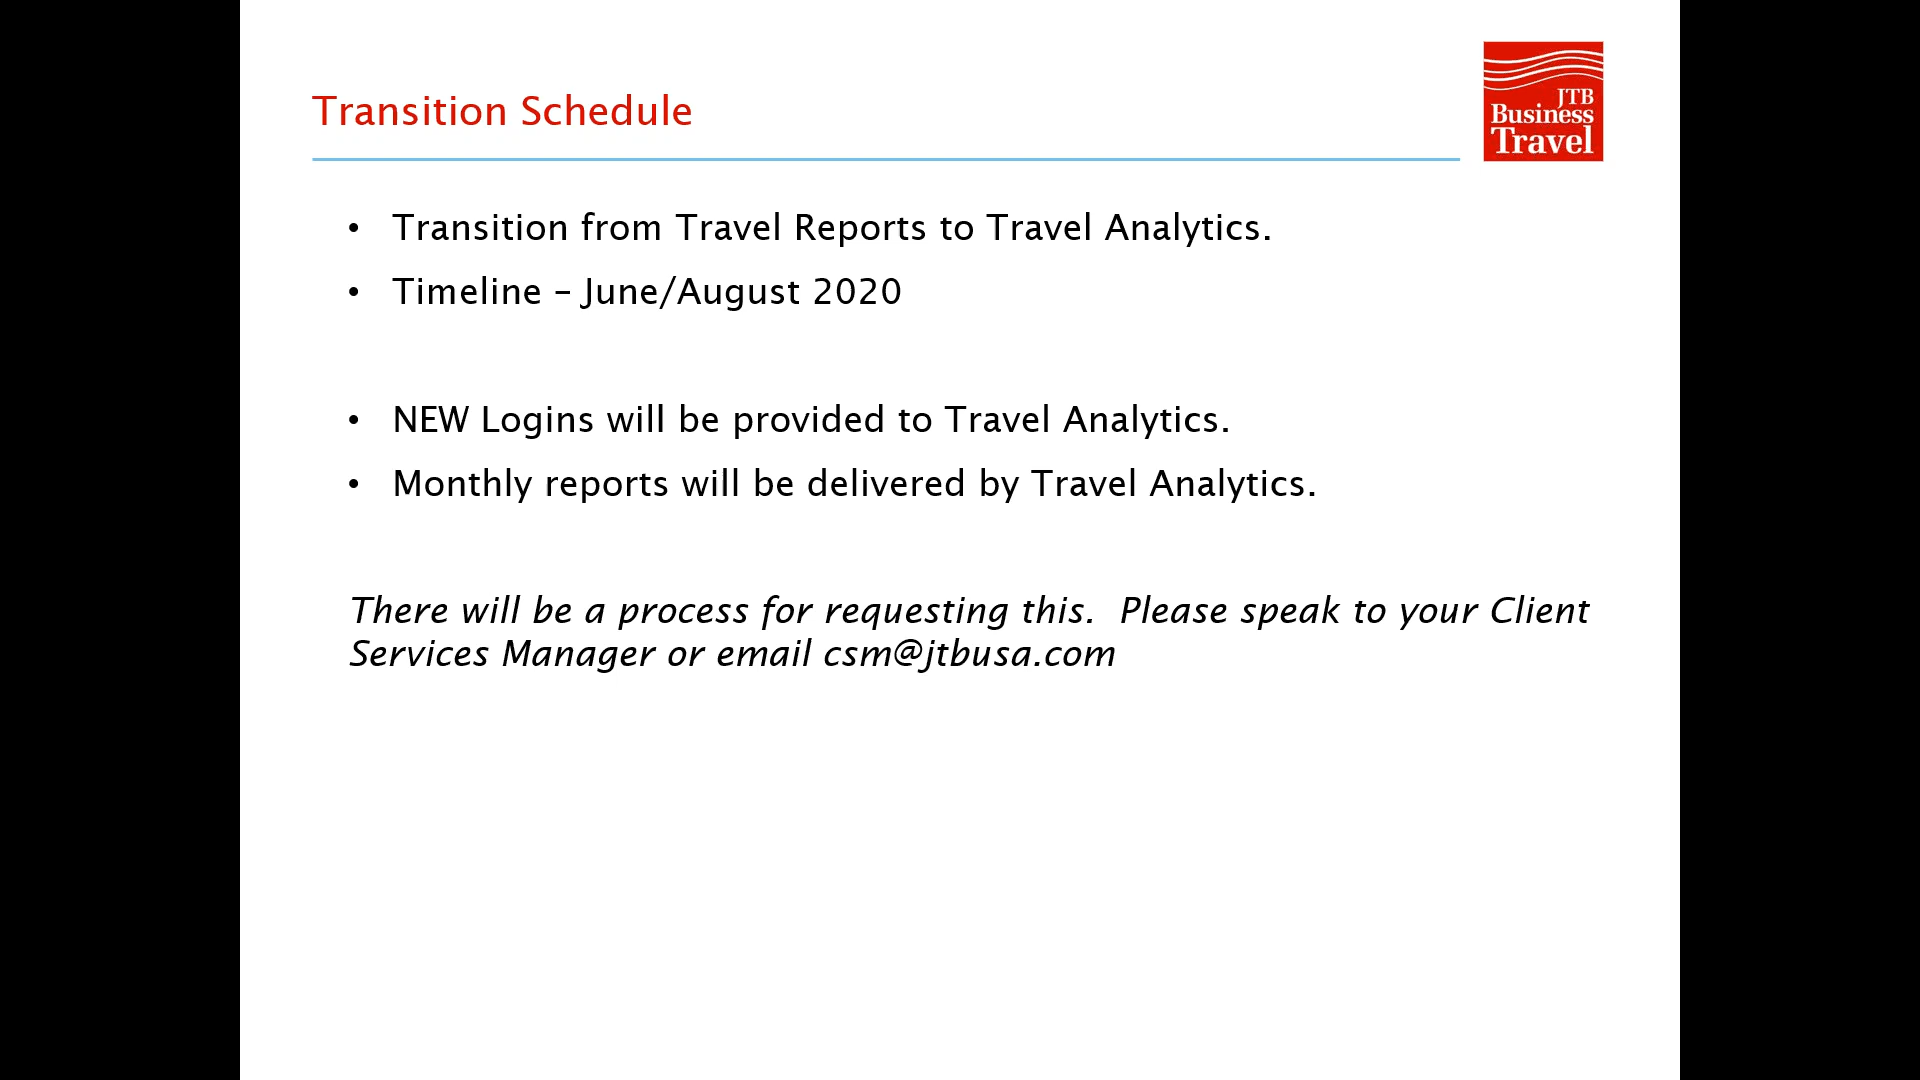 Transition Schedule
JTB
Business
Travel
• Transition from Travel Reports to Travel Analytics.
• Timeline – June/August 2020
• NEW Logins will be provided to Travel Analytics.
• Monthly reports will be delivered by Travel Analytics.
There will be a process for requesting this.  Please speak to your Client
Services Manager or email csm@jtbusa.com